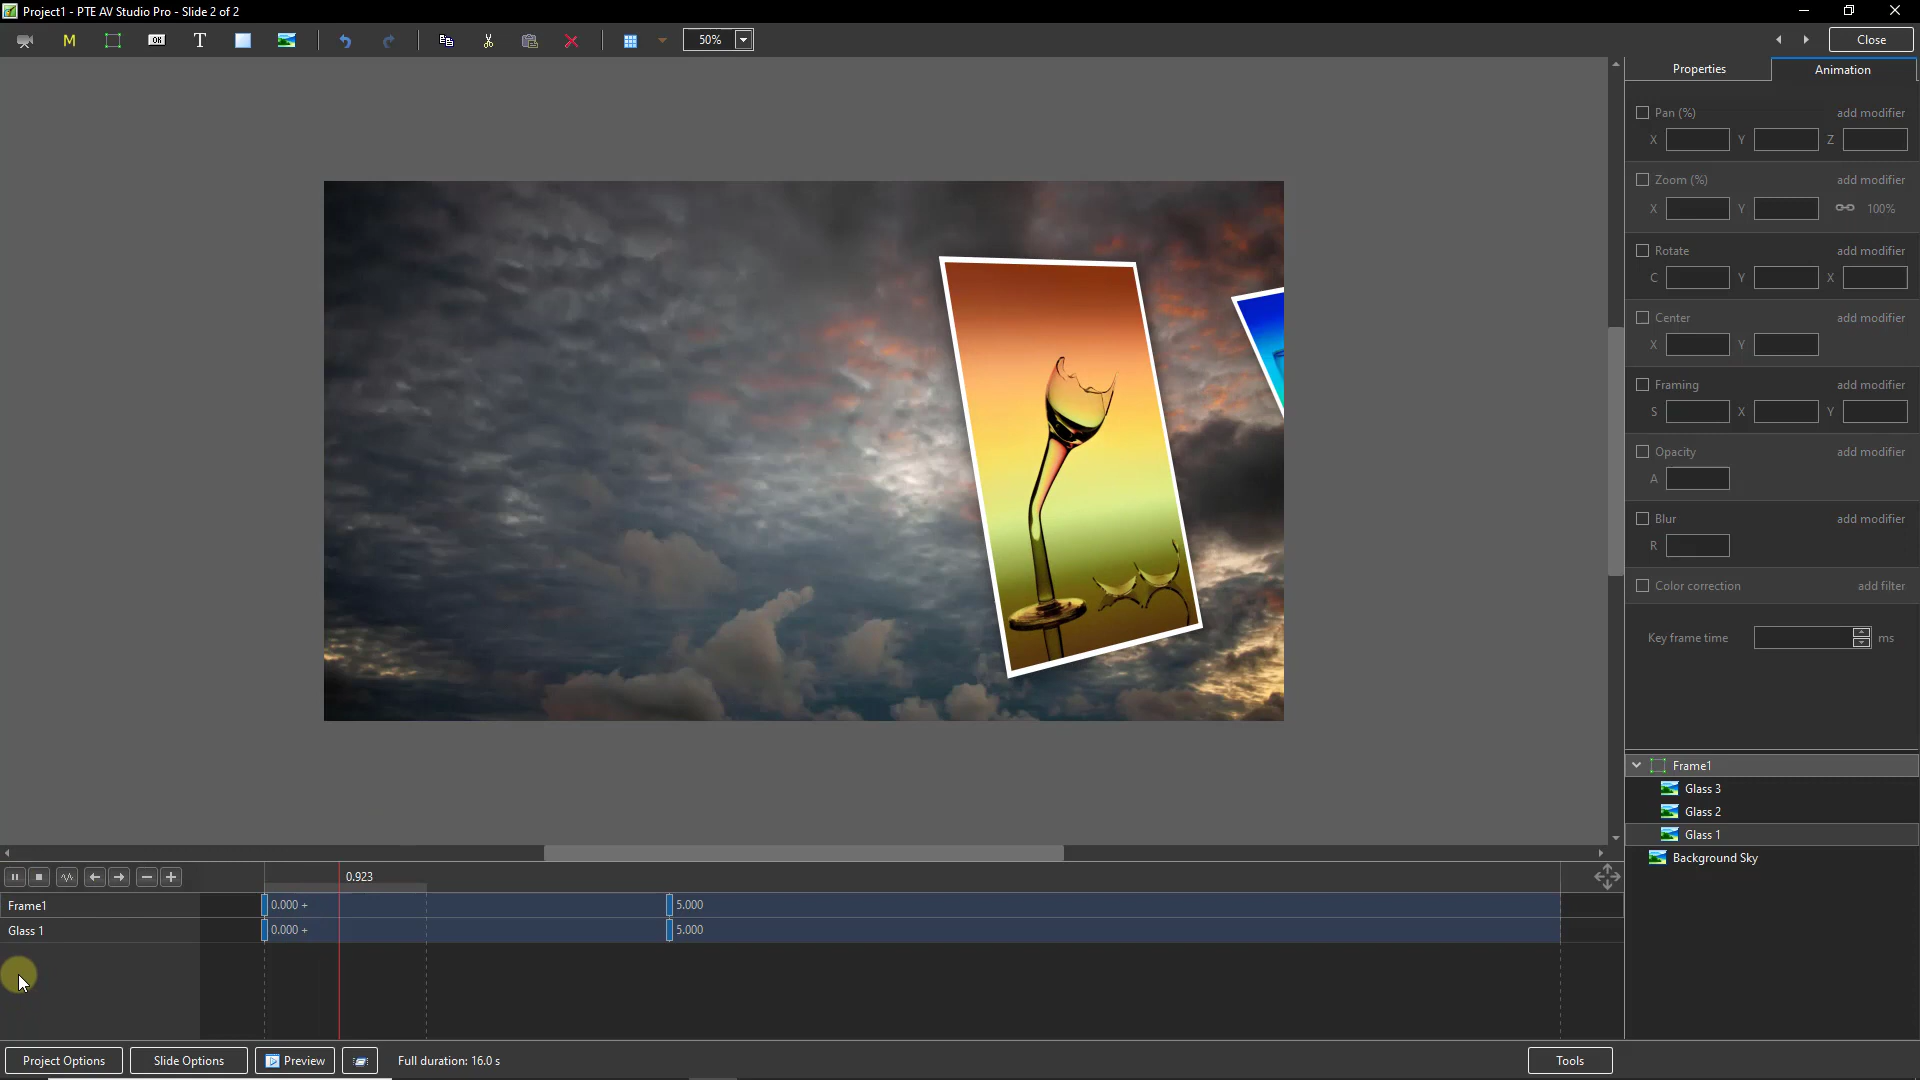 Project1 - PTE AV Studio Pro - Slide 2 of 2
M
OK
T
50%
Close
Properties
Animation
Pan (%)
add modifier
X
Y
Z
Zoom (%)
add modifier
X
Y
100%
Rotate
add modifier
C
Y
X
Center
add modifier
X
Y
Framing
add modifier
S
X
Y
Opacity
add modifier
A
Blur
add modifier
R
Color correction
add filter
Key frame time
ms
Frame1
Glass 3
Glass 2
Glass 1
Background Sky
0.923
Frame1
0.000 +
5.000
Glass 1
0.000 +
5.000
Project Options
Slide Options
Preview
Full duration: 16.0 s
Tools